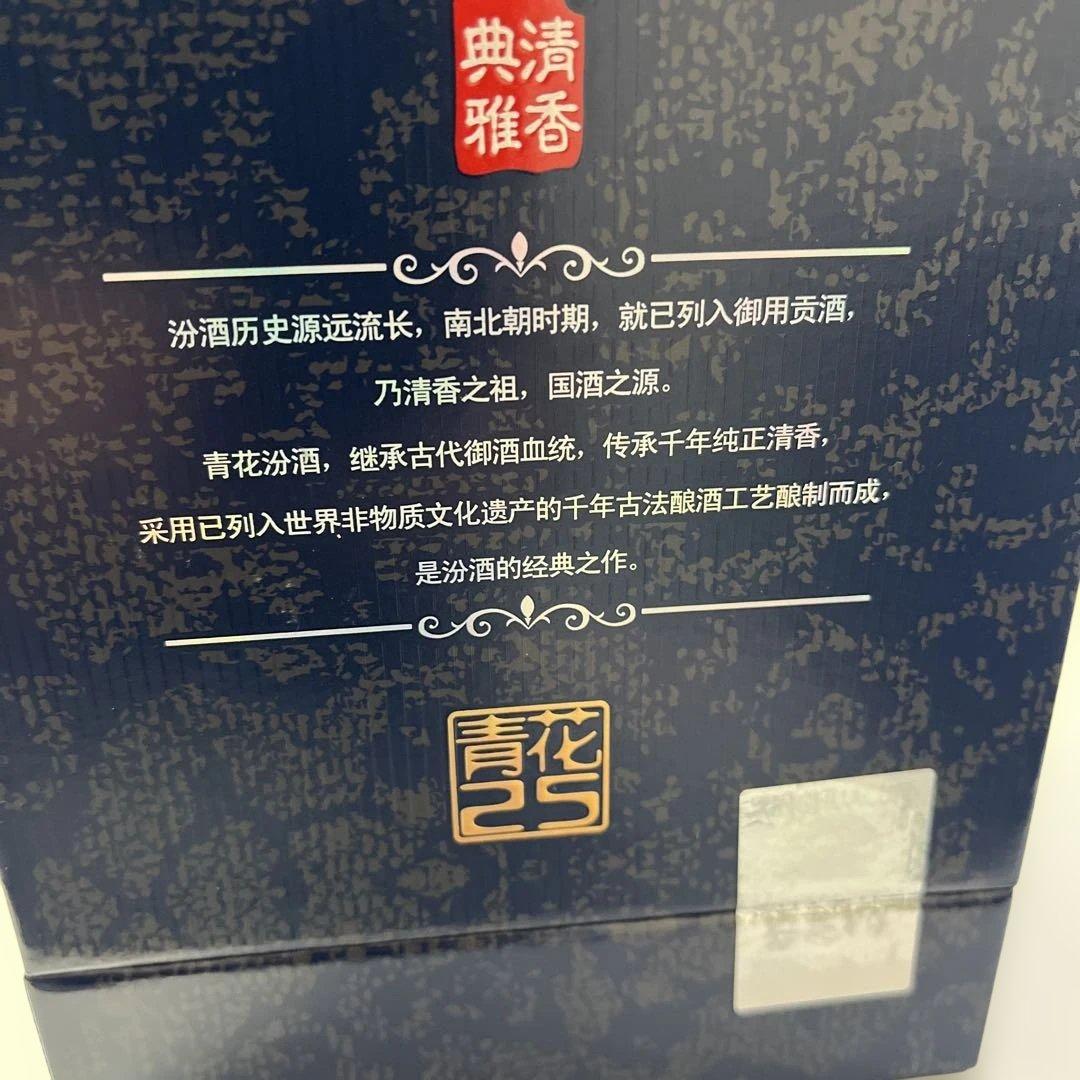 清香
典雅
汾酒历史源远流长，南北朝时期，就已列入御用贡酒，
乃清香之祖，国酒之源。
青花汾酒，继承古代御酒血统，传承千年纯正清香，
采用已列入世界非物质文化遗产的千年古法酿酒工艺酿制而成，
是汾酒的经典之作。
青花
25